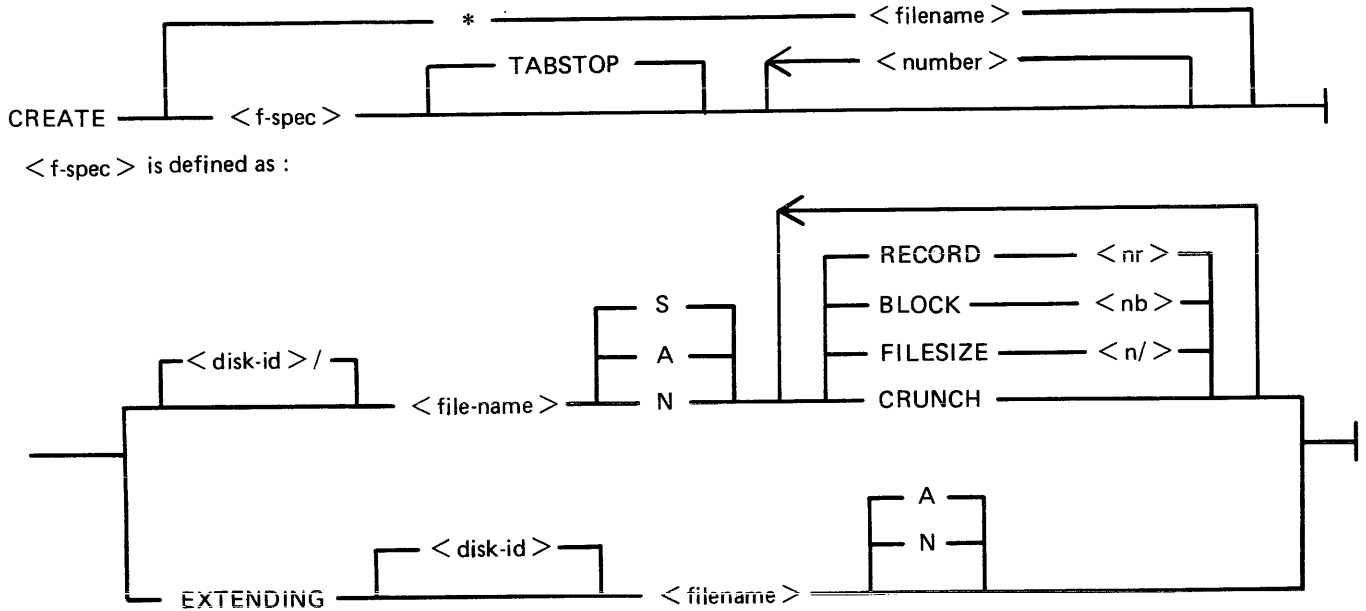 * < filename >
TABSTOP < number >
CREATE < f-spec >
< f-spec > is defined as :
RECORD < nr >
S BLOCK < nb >
< disk-id > / A FILESIZE < n/ >
< file-name > N CRUNCH
A
< disk-id > N
EXTENDING < filename >